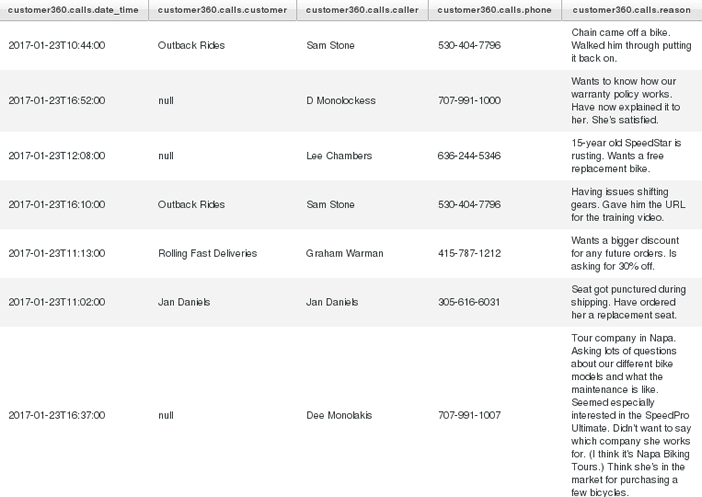 customer360.calls.date_time customer360.calls.customer customer360.calls.caller customer360.calls.phone customer360.calls.reason
2017-01-23T10:44:00 Outback Rides Sam Stone 530-404-7796 Chain came off a bike.
Walked him through putting
it back on.
2017-01-23T16:52:00 null D Monolockess 707-991-1000 Wants to know how our
warranty policy works.
Have now explained it to
her. She's satisfied.
2017-01-23T12:08:00 null Lee Chambers 636-244-5346 15-year old SpeedStar is
rusting. Wants a free
replacement bike.
2017-01-23T16:10:00 Outback Rides Sam Stone 530-404-7796 Having issues shifting
gears. Gave him the URL
for the training video.
2017-01-23T11:13:00 Rolling Fast Deliveries Graham Warman 415-787-1212 Wants a bigger discount
for any future orders. Is
asking for 30% off.
2017-01-23T11:02:00 Jan Daniels Jan Daniels 305-616-6031 Seat got punctured during
shipping. Have ordered
her a replacement seat.
2017-01-23T16:37:00 null Dee Monolakis 707-991-1007 Tour company in Napa.
Asking lots of questions
about our different bike
models and what the
maintenance is like.
Seemed especially
interested in the SpeedPro
Ultimate. Didn't want to say
which company she works
for. (I think it's Napa Biking
Tours.) Think she's in the
market for purchasing a
few bicycles.